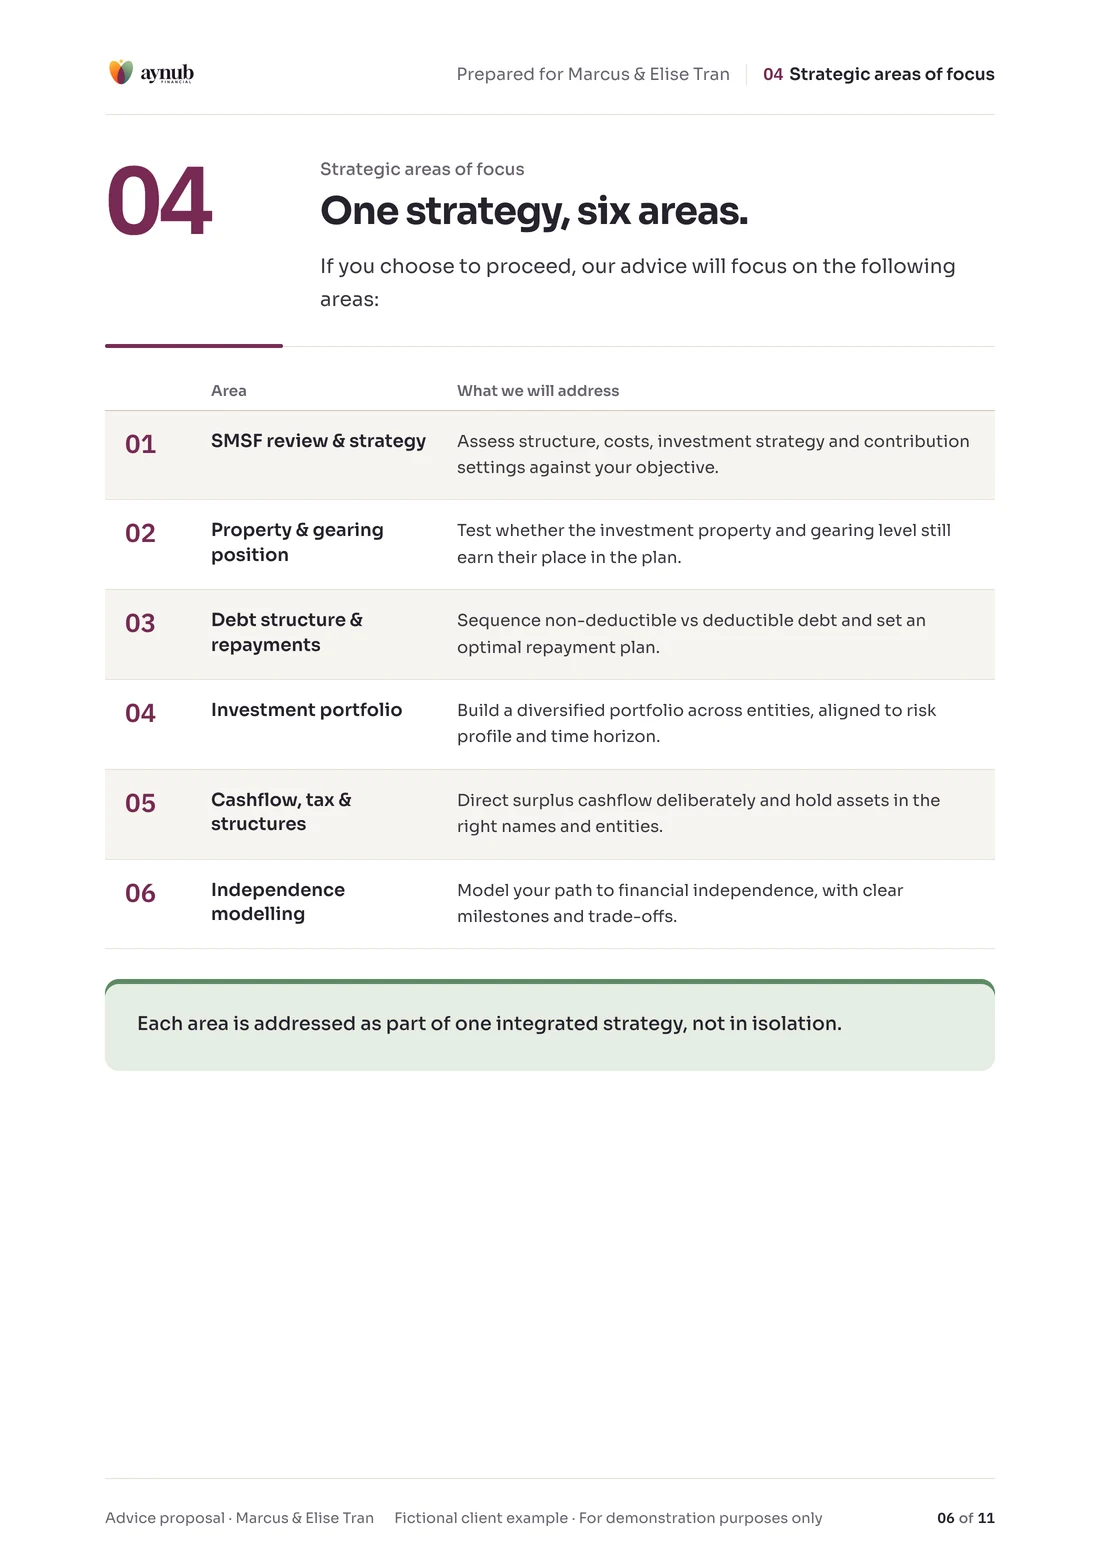 aynub
FINANCIAL
Prepared for Marcus & Elise Tran
04 Strategic areas of focus
04
Strategic areas of focus
One strategy, six areas.
If you choose to proceed, our advice will focus on the following
areas:
Area
What we will address
01
SMSF review & strategy
Assess structure, costs, investment strategy and contribution
settings against your objective.
02
Property & gearing
position
Test whether the investment property and gearing level still
earn their place in the plan.
03
Debt structure &
repayments
Sequence non-deductible vs deductible debt and set an
optimal repayment plan.
04
Investment portfolio
Build a diversified portfolio across entities, aligned to risk
profile and time horizon.
05
Cashflow, tax &
structures
Direct surplus cashflow deliberately and hold assets in the
right names and entities.
06
Independence
modelling
Model your path to financial independence, with clear
milestones and trade-offs.
Each area is addressed as part of one integrated strategy, not in isolation.
Advice proposal · Marcus & Elise Tran
Fictional client example · For demonstration purposes only
06 of 11